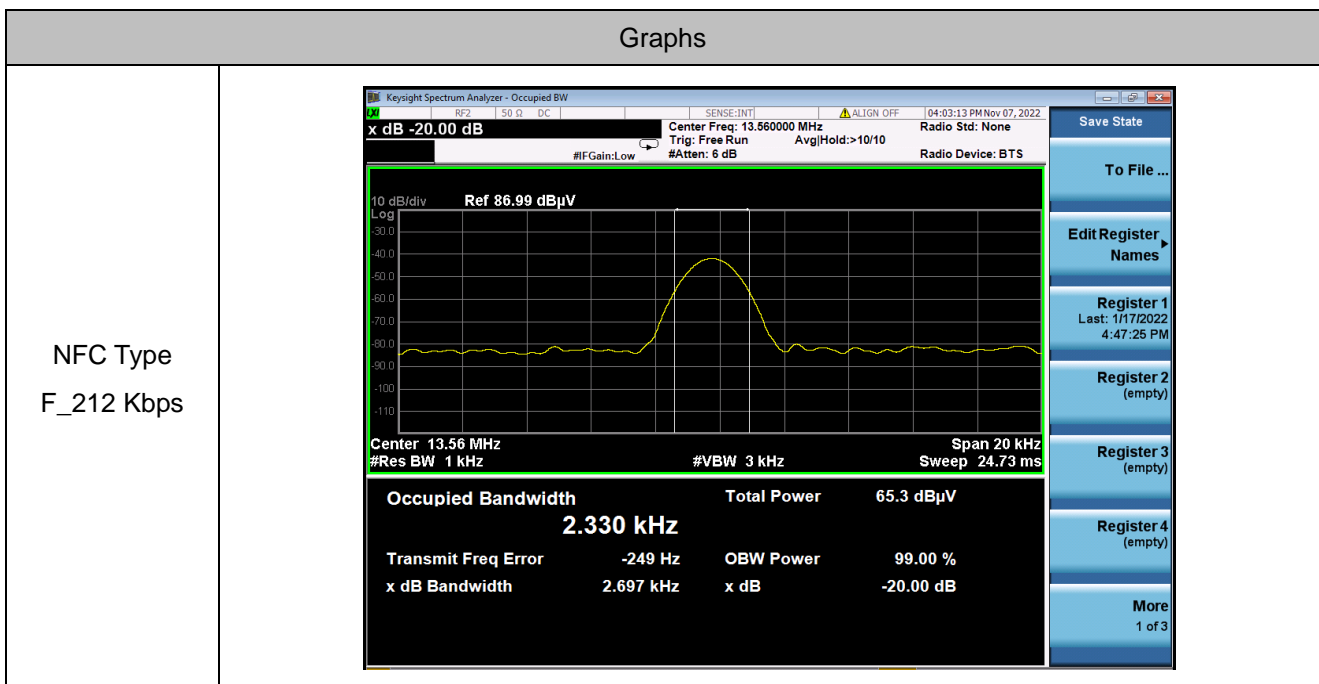 Graphs
NFC Type
F_212 Kbps
Keysight Spectrum Analyzer - Occupied BW
LXI RF2 50 Ω DC SENSE:INT ALIGN OFF 04:03:13 PM Nov 07, 2022
x dB -20.00 dB
Center Freq: 13.560000 MHz Radio Std: None
Trig: Free Run Avg|Hold:>10/10
#IFGain:Low #Atten: 6 dB Radio Device: BTS
10 dB/div Ref 86.99 dBµV
Log
-30.0
-40.0
-50.0
-60.0
-70.0
-80.0
-90.0
-100
-110
Center 13.56 MHz Span 20 kHz
#Res BW 1 kHz #VBW 3 kHz Sweep 24.73 ms
Occupied Bandwidth Total Power 65.3 dBµV
2.330 kHz
Transmit Freq Error -249 Hz OBW Power 99.00 %
x dB Bandwidth 2.697 kHz x dB -20.00 dB
Save State
To File ...
Edit Register
Names
Register 1
Last: 1/17/2022
4:47:25 PM
Register 2
(empty)
Register 3
(empty)
Register 4
(empty)
More
1 of 3